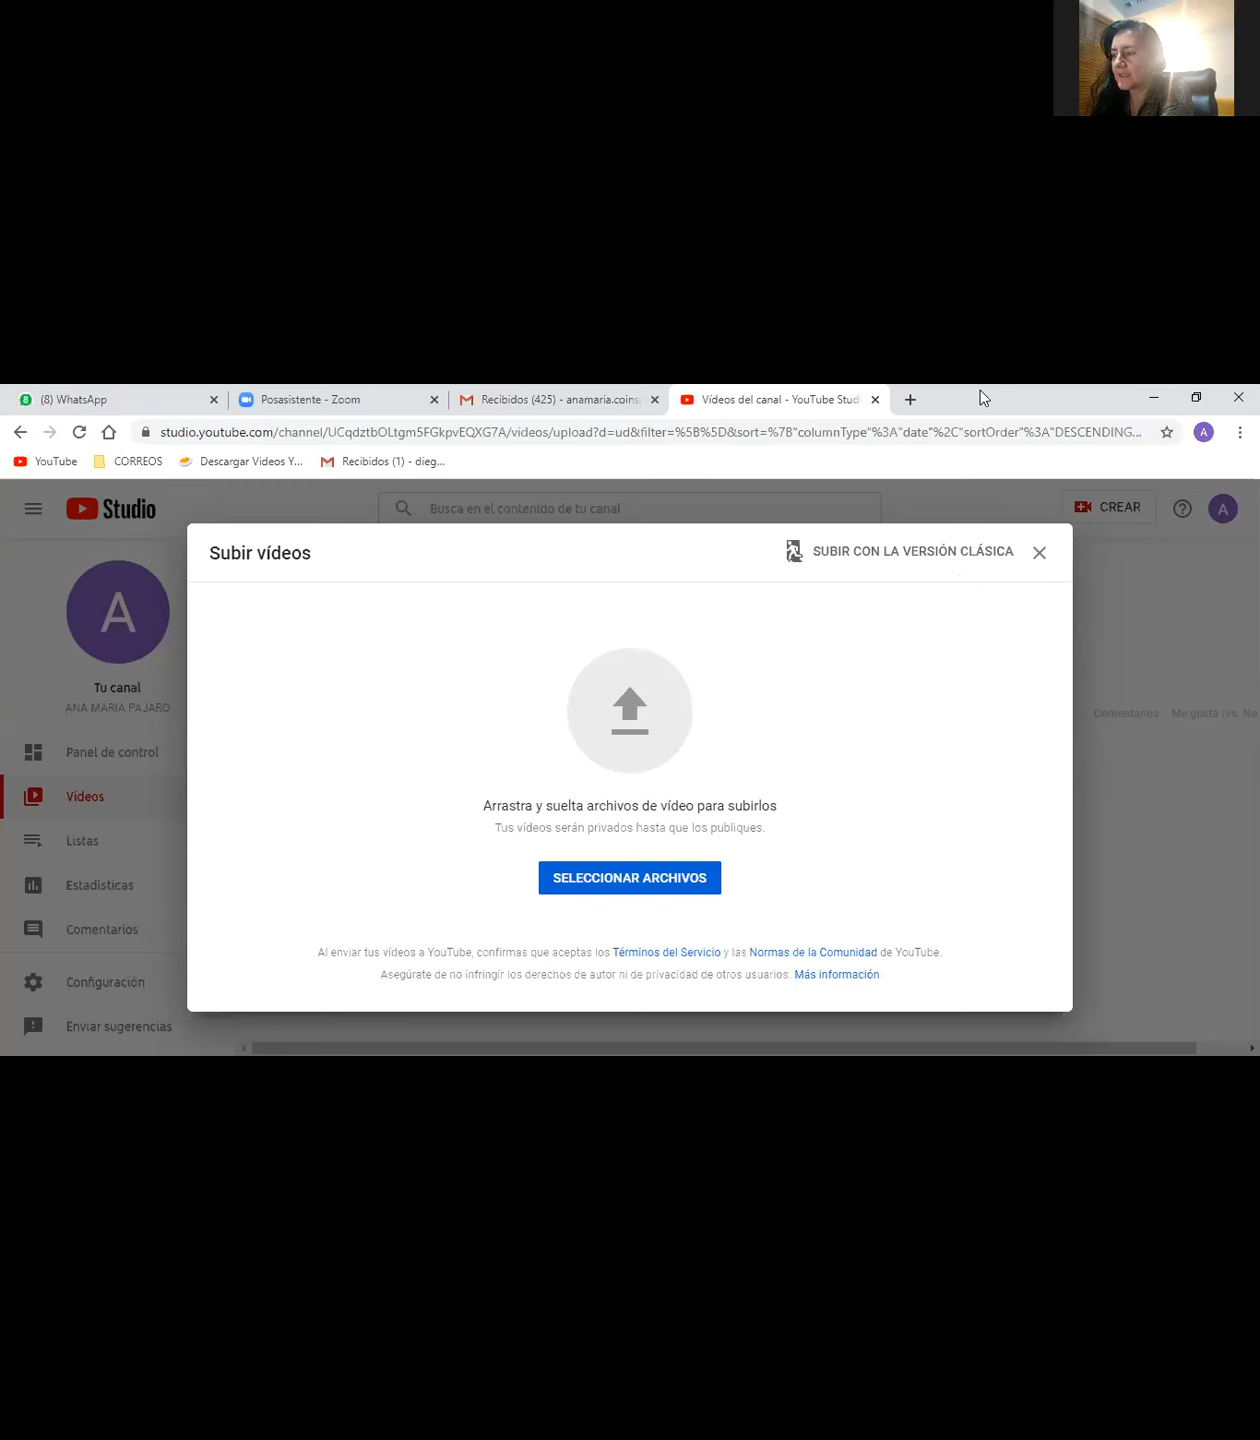 (8) WhatsApp
Posasistente - Zoom
Recibidos (425) - anamaria.coins
Vídeos del canal - YouTube Stud
studio.youtube.com/channel/UCqdztbOLtgm5FGkpvEQXG7A/videos/upload?d=ud&filter=%5B%5D&sort=%7B"columnType"%3A"date"%2C"sortOrder"%3A"DESCENDING...
A
YouTube
CORREOS
Descargar Videos Y...
Recibidos (1) - dieg...
Studio
Busca en el contenido de tu canal
CREAR
A
Subir vídeos
SUBIR CON LA VERSIÓN CLÁSICA
A
Tu canal
ANA MARIA PAJARO
Comentarios
Me gusta (vs. No
Panel de control
Vídeos
Listas
Estadísticas
Comentarios
Configuración
Enviar sugerencias
Arrastra y suelta archivos de vídeo para subirlos
Tus vídeos serán privados hasta que los publiques.
SELECCIONAR ARCHIVOS
Al enviar tus vídeos a YouTube, confirmas que aceptas los Términos del Servicio y las Normas de la Comunidad de YouTube.
Asegúrate de no infringir los derechos de autor ni de privacidad de otros usuarios. Más información